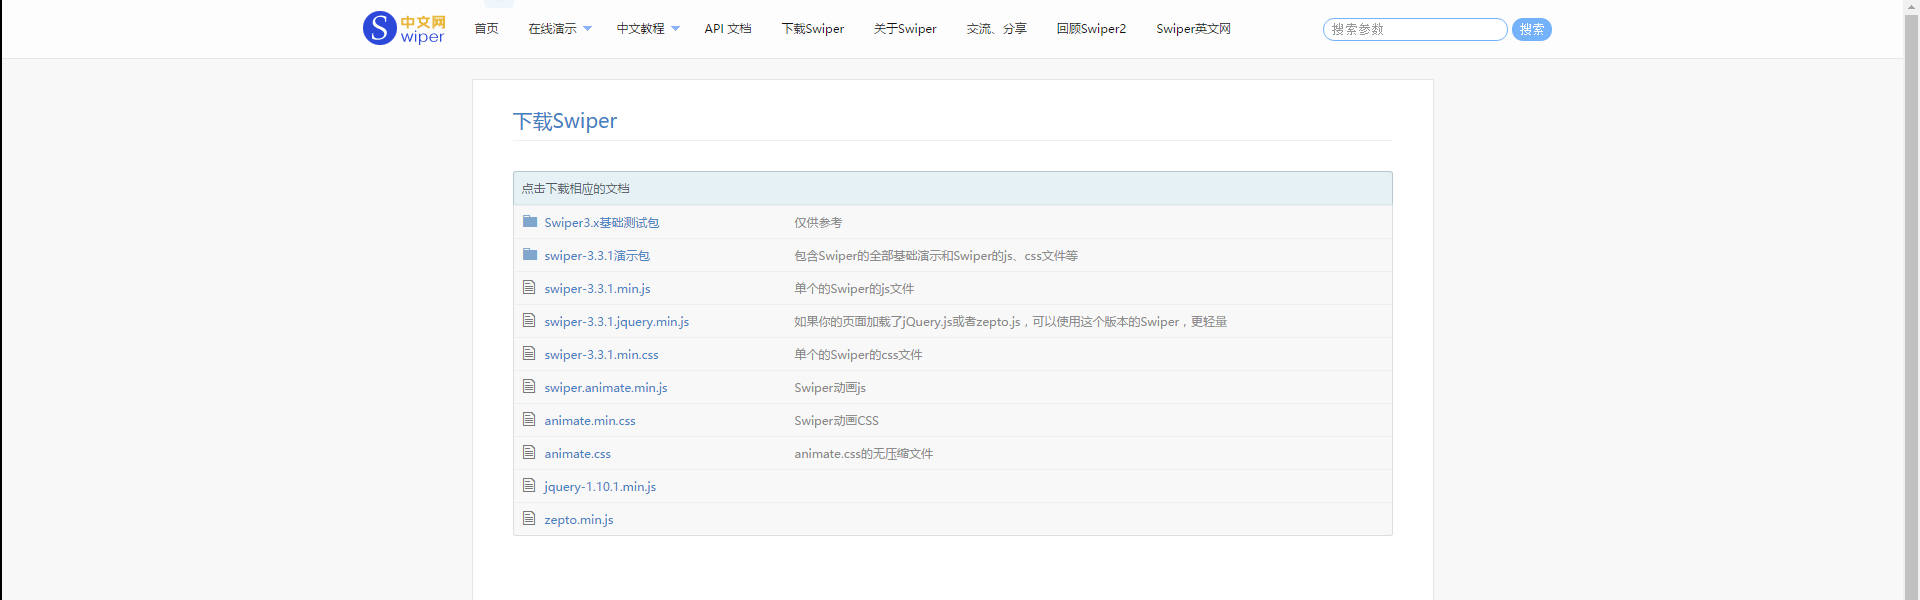 S 中文网
wiper
首页 在线演示 中文教程 API 文档 下载Swiper 关于Swiper 交流、分享 回顾Swiper2 Swiper英文网 搜索参数 搜索
下载Swiper
点击下载相应的文档
Swiper3.x基础测试包 仅供参考
swiper-3.3.1演示包 包含Swiper的全部基础演示和Swiper的js、css文件等
swiper-3.3.1.min.js 单个的Swiper的js文件
swiper-3.3.1.jquery.min.js 如果你的页面加载了jQuery.js或者zepto.js，可以使用这个版本的Swiper，更轻量
swiper-3.3.1.min.css 单个的Swiper的css文件
swiper.animate.min.js Swiper动画js
animate.min.css Swiper动画CSS
animate.css animate.css的无压缩文件
jquery-1.10.1.min.js
zepto.min.js